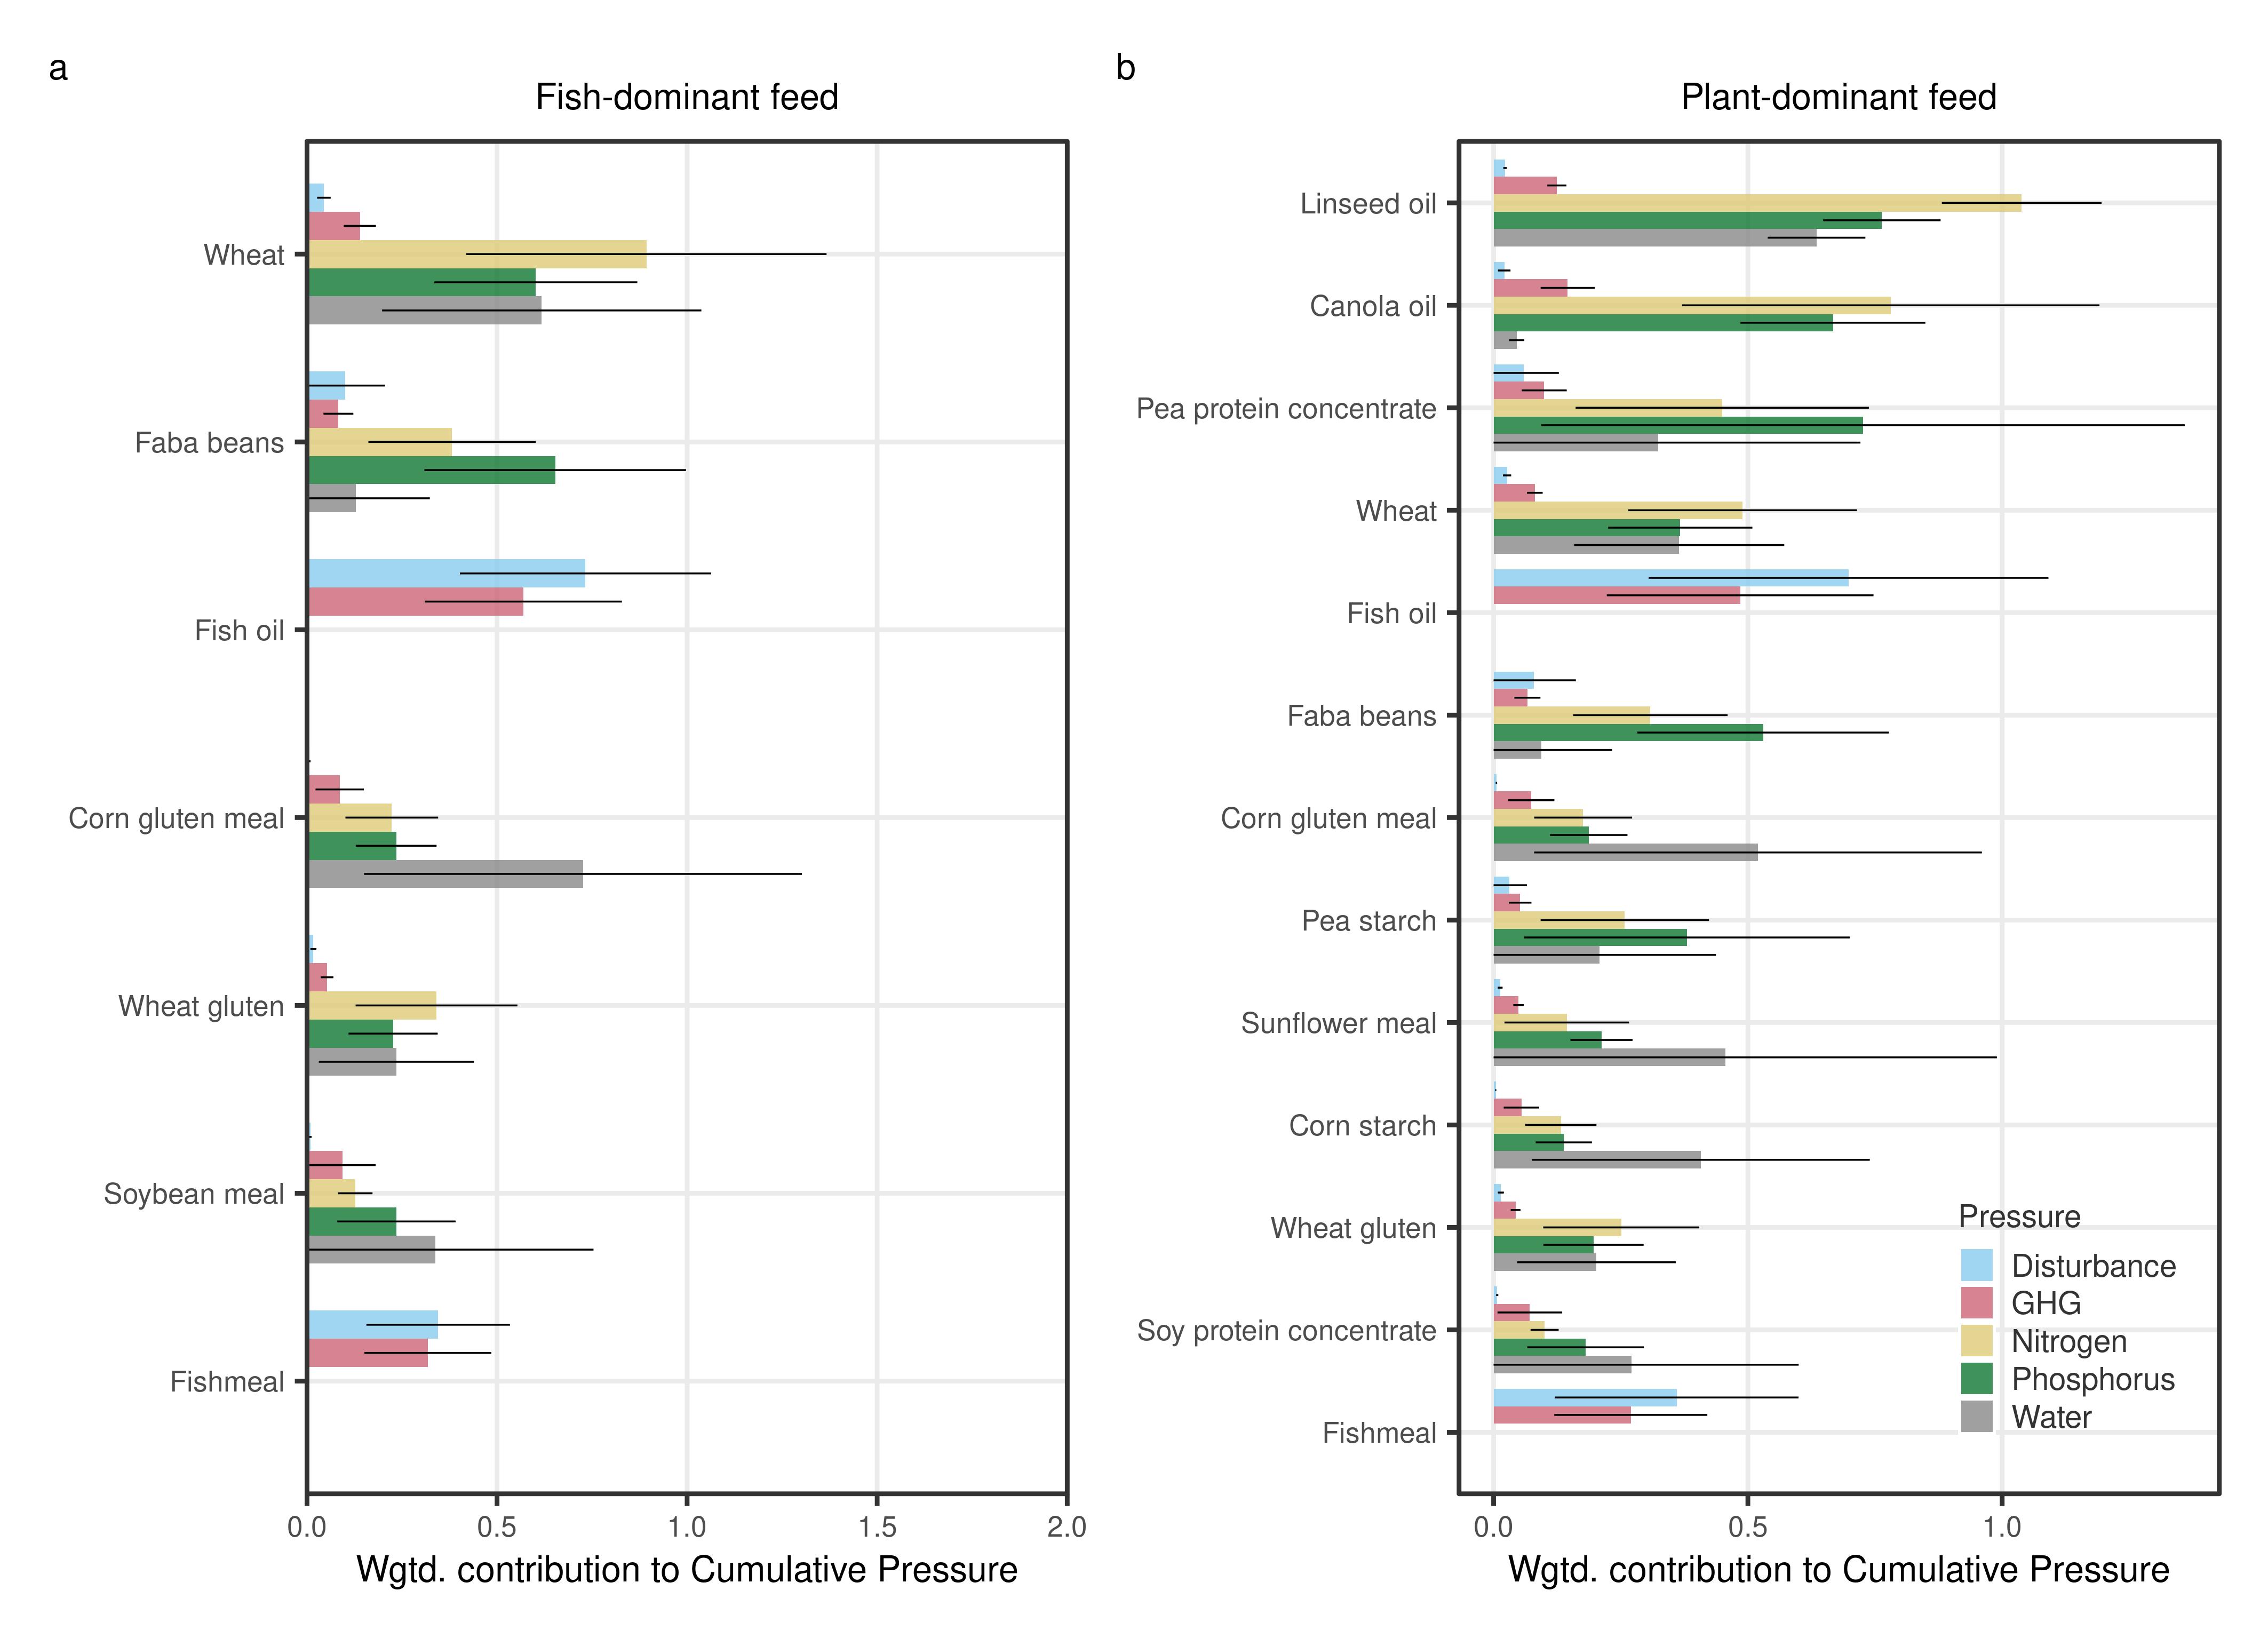 a
Fish-dominant feed
Wheat
Faba beans
Fish oil
Corn gluten meal
Wheat gluten
Soybean meal
Fishmeal
0.0 0.5 1.0 1.5 2.0
Wgtd. contribution to Cumulative Pressure
b
Plant-dominant feed
Linseed oil
Canola oil
Pea protein concentrate
Wheat
Fish oil
Faba beans
Corn gluten meal
Pea starch
Sunflower meal
Corn starch
Wheat gluten
Soy protein concentrate
Fishmeal
Pressure
Disturbance
GHG
Nitrogen
Phosphorus
Water
0.0 0.5 1.0
Wgtd. contribution to Cumulative Pressure